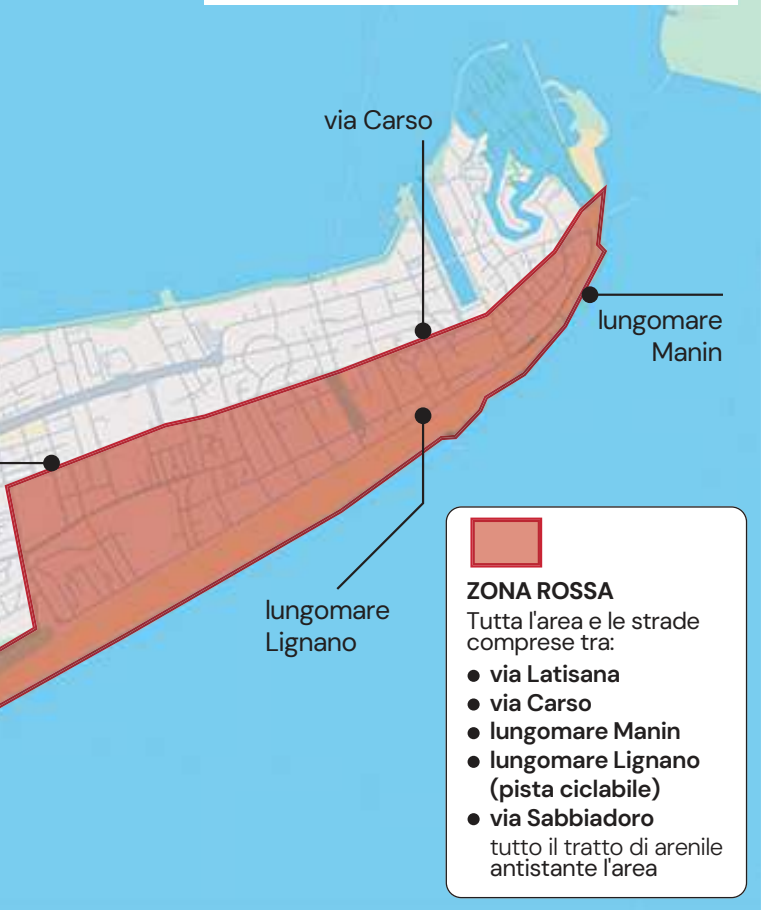 via Carso
lungomare
Manin
lungomare
Lignano
ZONA ROSSA
Tutta l'area e le strade
comprese tra:
● via Latisana
● via Carso
● lungomare Manin
● lungomare Lignano
(pista ciclabile)
● via Sabbiadoro
tutto il tratto di arenile
antistante l'area